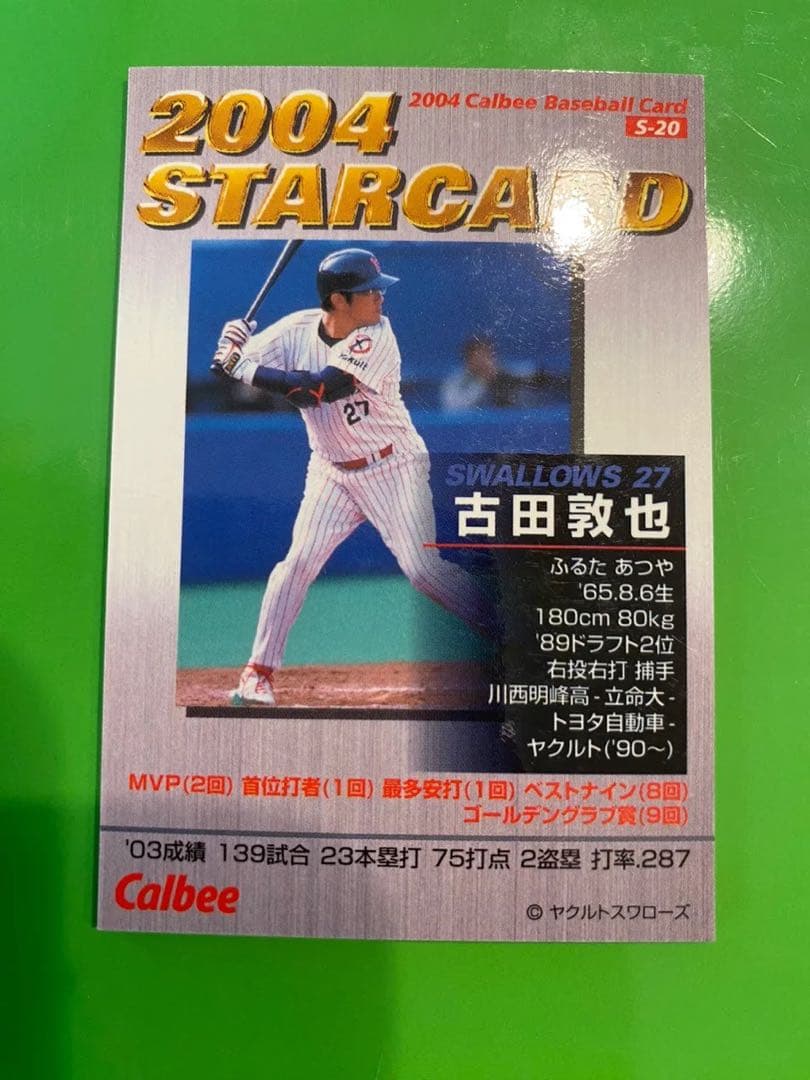 2004
STARCARD
2004 Calbee Baseball Card
S-20
Yakult
27
SWALLOWS 27
古田敦也
ふるた あつや
'65.8.6生
180cm 80kg
'89ドラフト2位
右投右打 捕手
川西明峰高-立命大-
トヨタ自動車-
ヤクルト('90〜)
MVP(2回) 首位打者(1回) 最多安打(1回) ベストナイン(8回)
ゴールデングラブ賞(9回)
'03成績 139試合 23本塁打 75打点 2盗塁 打率.287
Calbee
© ヤクルトスワローズ